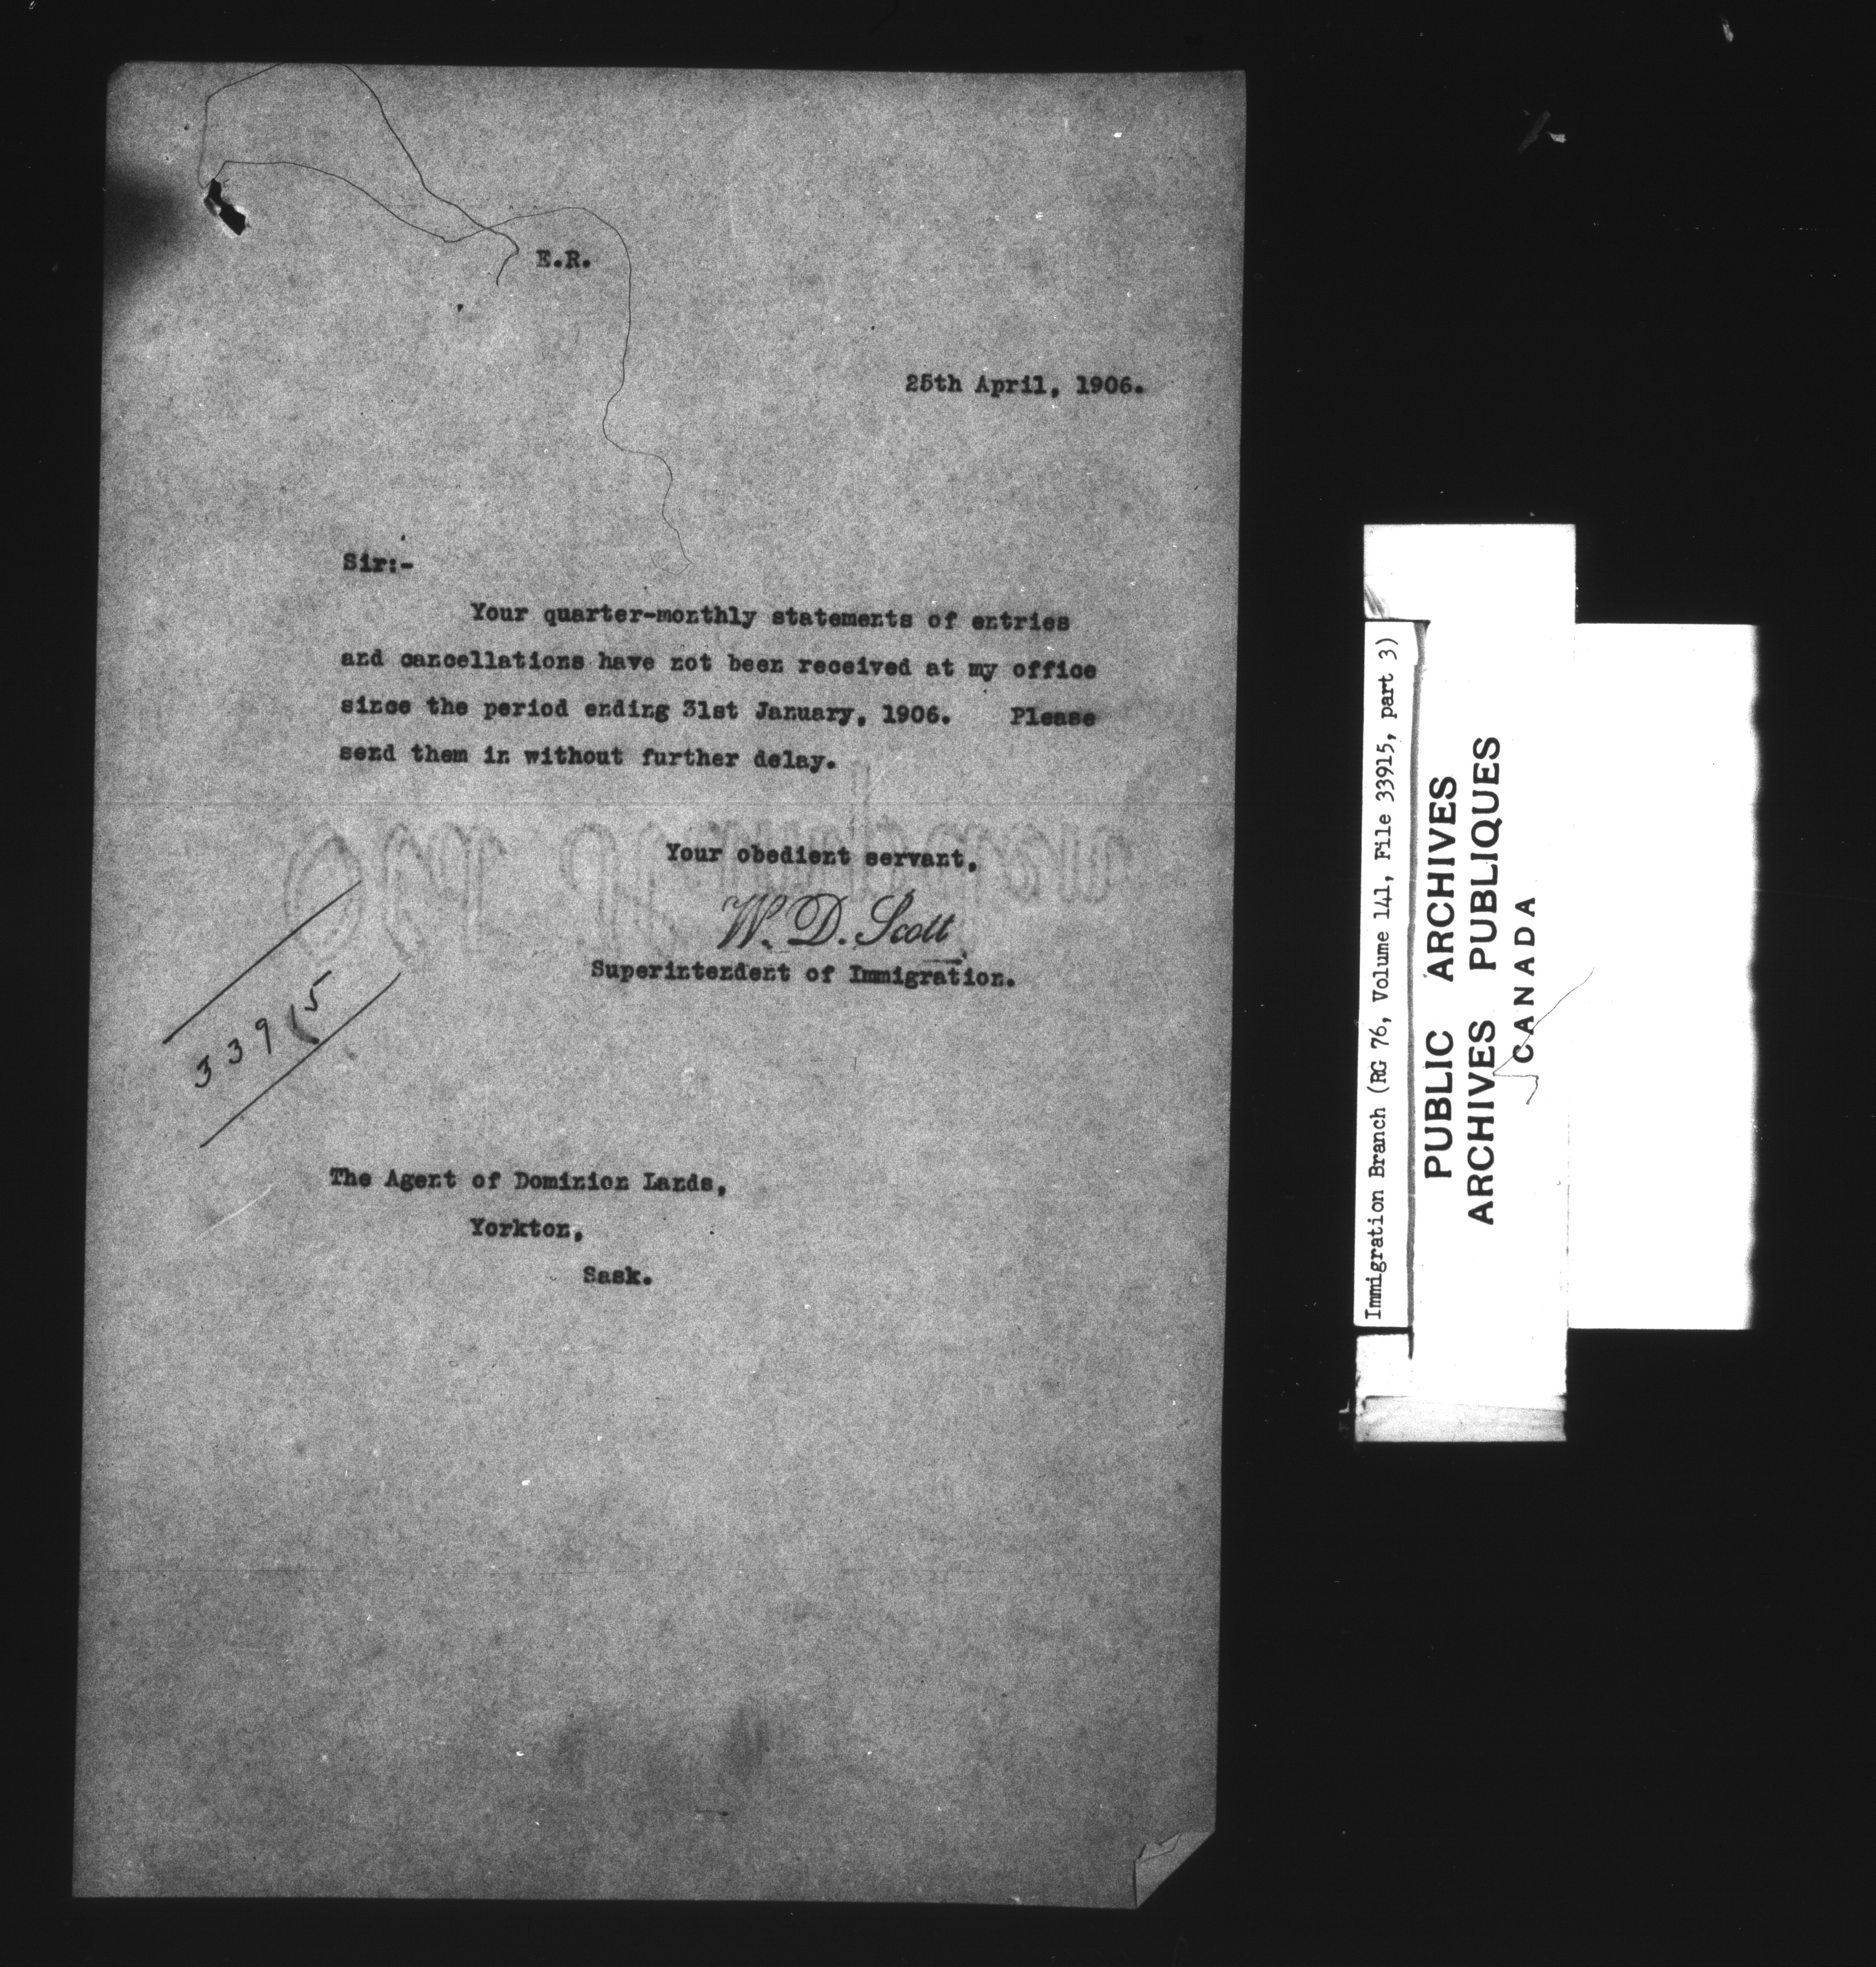 E.R.
25th April, 1906.
Sir:-
Your quarter-monthly statements of entries
and cancellations have not been received at my office
since the period ending 31st January, 1906. Please
send them in without further delay.
Your obedient servant,
W. D. Scott
Superintendent of Immigration.
33915
The Agent of Dominion Lands,
Yorkton,
Sask.
Immigration Branch (RG 76, Volume 141, File 33915, part 3)
PUBLIC ARCHIVES
ARCHIVES PUBLIQUES
CANADA